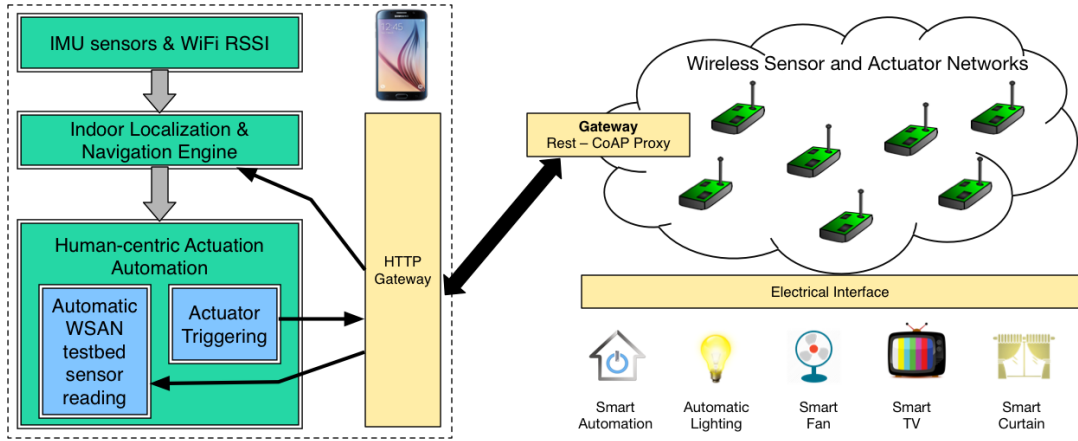 IMU sensors & WiFi RSSI
Indoor Localization &
Navigation Engine
Human-centric Actuation
Automation
Automatic
WSAN
testbed
sensor
reading
Actuator
Triggering
HTTP
Gateway
12:45
Gateway
Rest – CoAP Proxy
Wireless Sensor and Actuator Networks
Electrical Interface
Smart
Automation
Automatic
Lighting
Smart
Fan
Smart
TV
Smart
Curtain